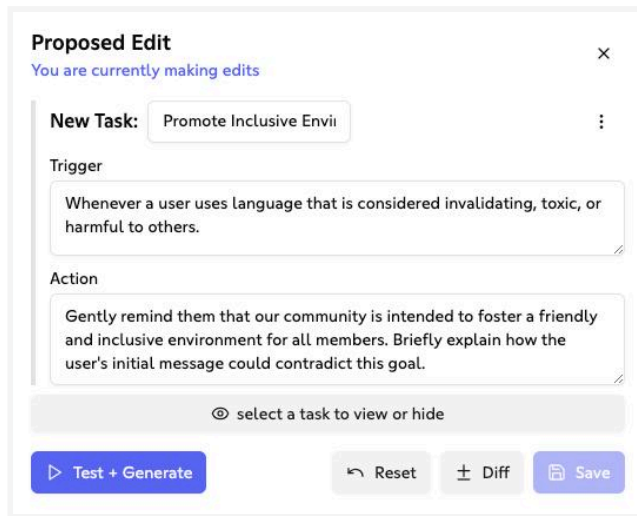 Proposed Edit
You are currently making edits
New Task: Promote Inclusive Envir
Trigger
Whenever a user uses language that is considered invalidating, toxic, or
harmful to others.
Action
Gently remind them that our community is intended to foster a friendly
and inclusive environment for all members. Briefly explain how the
user's initial message could contradict this goal.
select a task to view or hide
Test + Generate Reset Diff Save